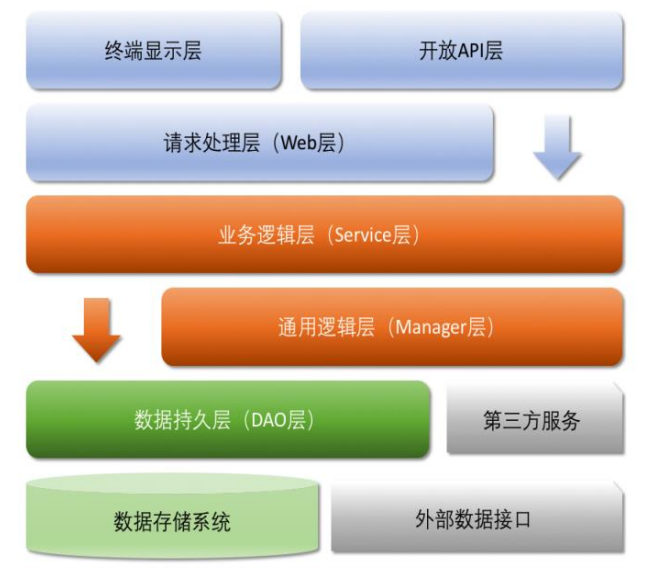 终端显示层
开放API层
请求处理层（Web层）
业务逻辑层（Service层）
通用逻辑层（Manager层）
数据持久层（DAO层）
第三方服务
数据存储系统
外部数据接口